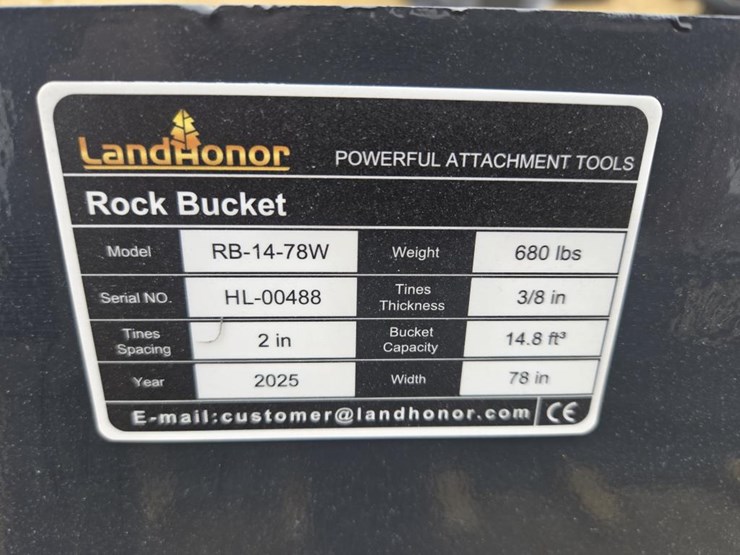 LandHonor POWERFUL ATTACHMENT TOOLS
Rock Bucket
Model RB-14-78W Weight 680 lbs
Serial NO. HL-00488 Tines Thickness 3/8 in
Tines Spacing 2 in Bucket Capacity 14.8 ft³
Year 2025 Width 78 in
E-mail:customer@landhonor.com CE